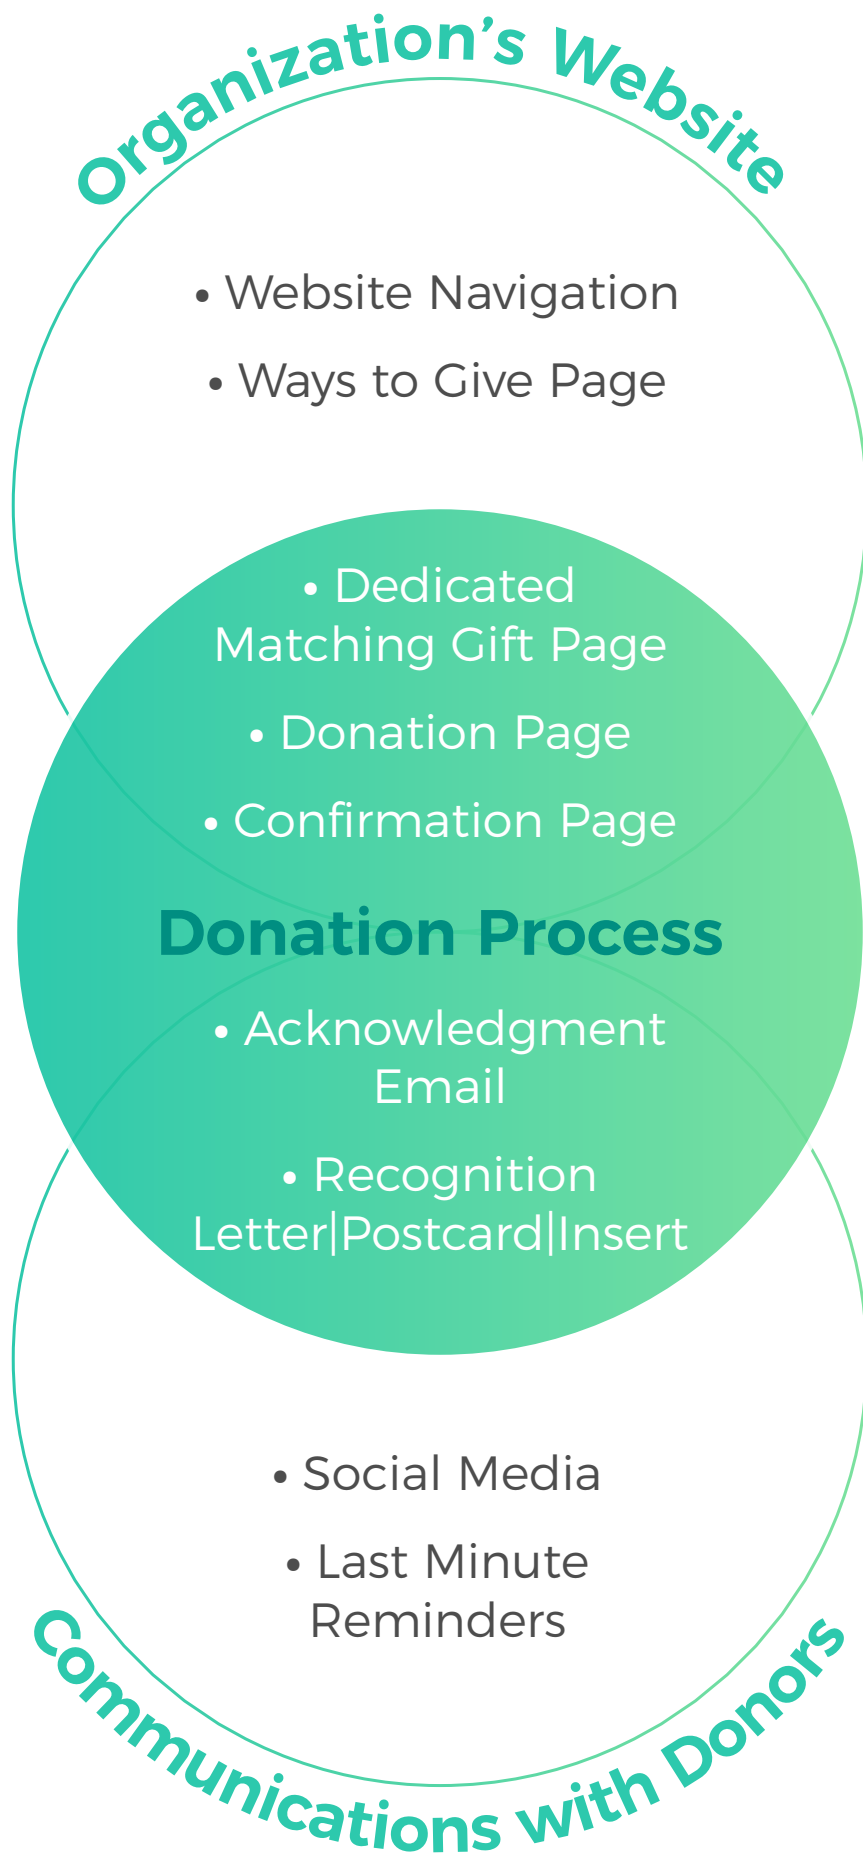 Organization’s Website
• Website Navigation
• Ways to Give Page
• Dedicated
Matching Gift Page
• Donation Page
• Confirmation Page
Donation Process
• Acknowledgment
Email
• Recognition
Letter|Postcard|Insert
• Social Media
• Last Minute
Reminders
Communications with Donors